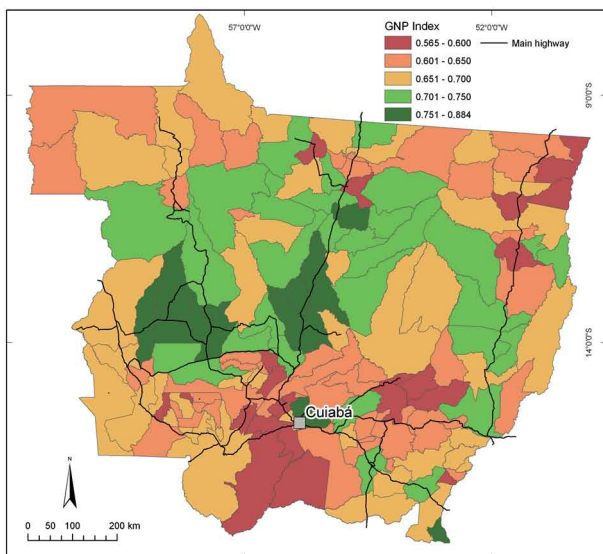 57°0'0"W
52°0'0"W
GNP Index
0.565 - 0.600
0.601 - 0.650
0.651 - 0.700
0.701 - 0.750
0.751 - 0.884
Main highway
9°0'0"S
14°0'0"S
Cuiabá
N
0 50 100 200 km